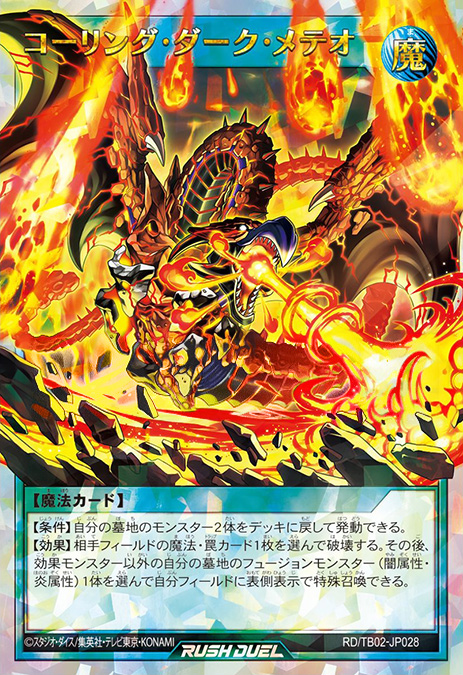 コーリング・ダーク・メテオ
魔
【魔法カード】
【条件】自分の墓地のモンスター2体をデッキに戻して発動できる。
【効果】相手フィールドの魔法・罠カード1枚を選んで破壊する。その後、
効果モンスター以外の自分の墓地のフュージョンモンスター（闇属性・
炎属性）1体を選んで自分フィールドに表側表示で特殊召喚できる。
©スタジオ・ダイス/集英社・テレビ東京・KONAMI
RUSH DUEL
RD/TB02-JP028